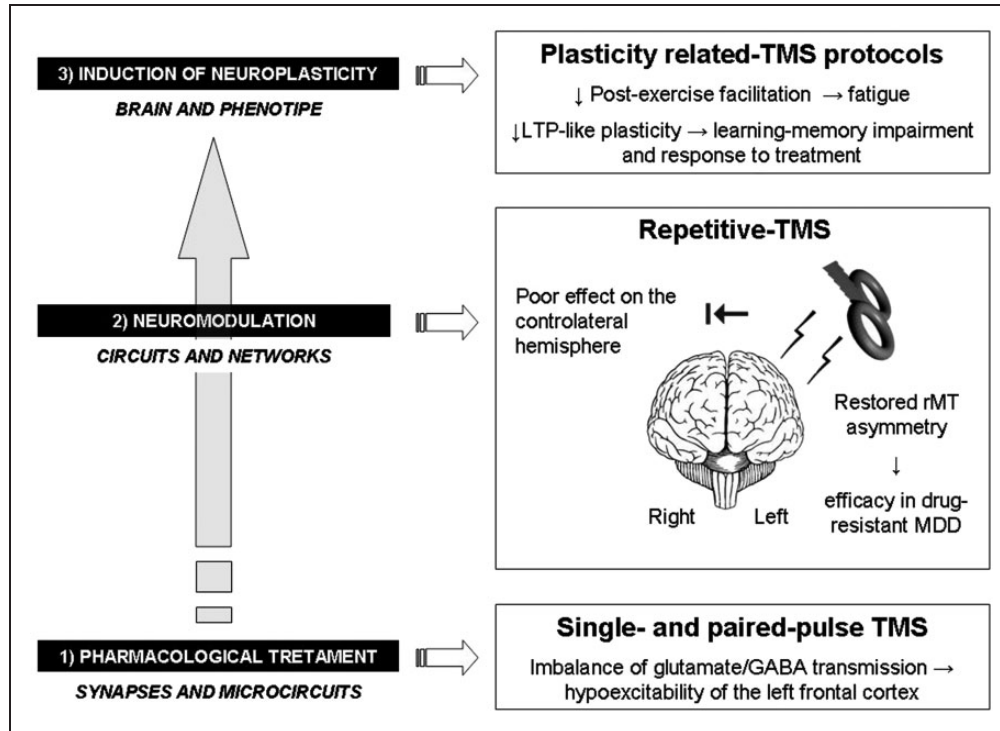 3) INDUCTION OF NEUROPLASTICITY
BRAIN AND PHENOTIPE
Plasticity related-TMS protocols
↓ Post-exercise facilitation → fatigue
↓LTP-like plasticity → learning-memory impairment
and response to treatment
2) NEUROMODULATION
CIRCUITS AND NETWORKS
Repetitive-TMS
Poor effect on the
controlateral
hemisphere
Restored rMT
asymmetry
↓
efficacy in drug-
resistant MDD
Right
Left
1) PHARMACOLOGICAL TRETAMENT
SYNAPSES AND MICROCIRCUITS
Single- and paired-pulse TMS
Imbalance of glutamate/GABA transmission →
hypoexcitability of the left frontal cortex